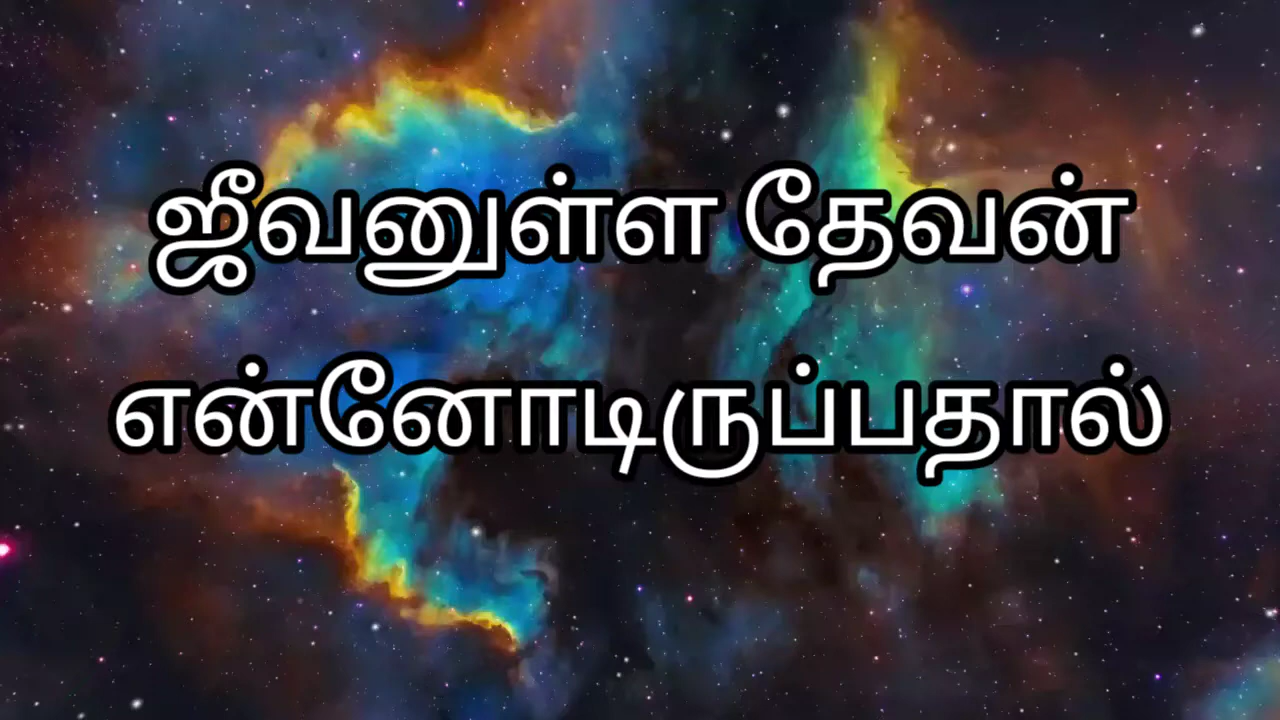 ஜீவனுள்ள தேவன்
என்னோடிருப்பதால்